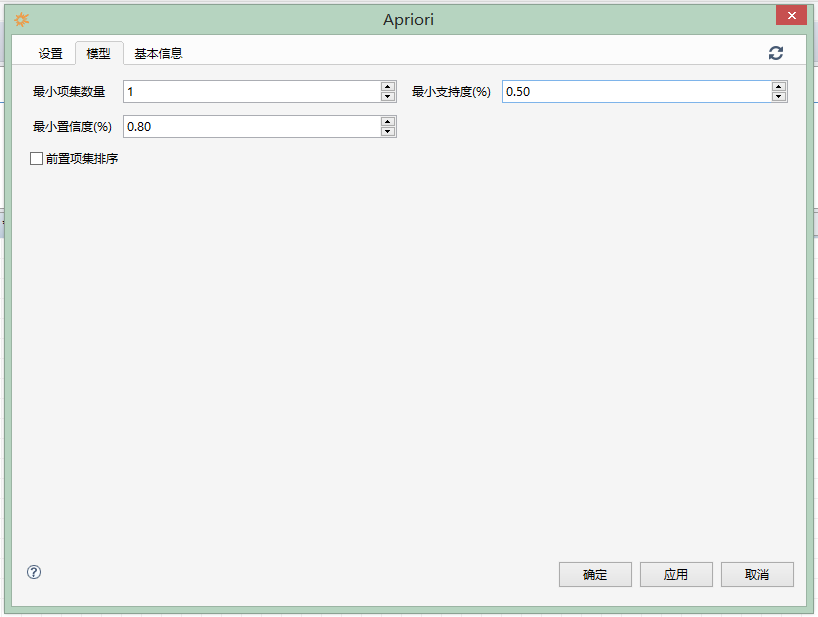 Apriori
设置 模型 基本信息
最小项集数量 1 最小支持度(%) 0.50
最小置信度(%) 0.80
前置项集排序
确定 应用 取消